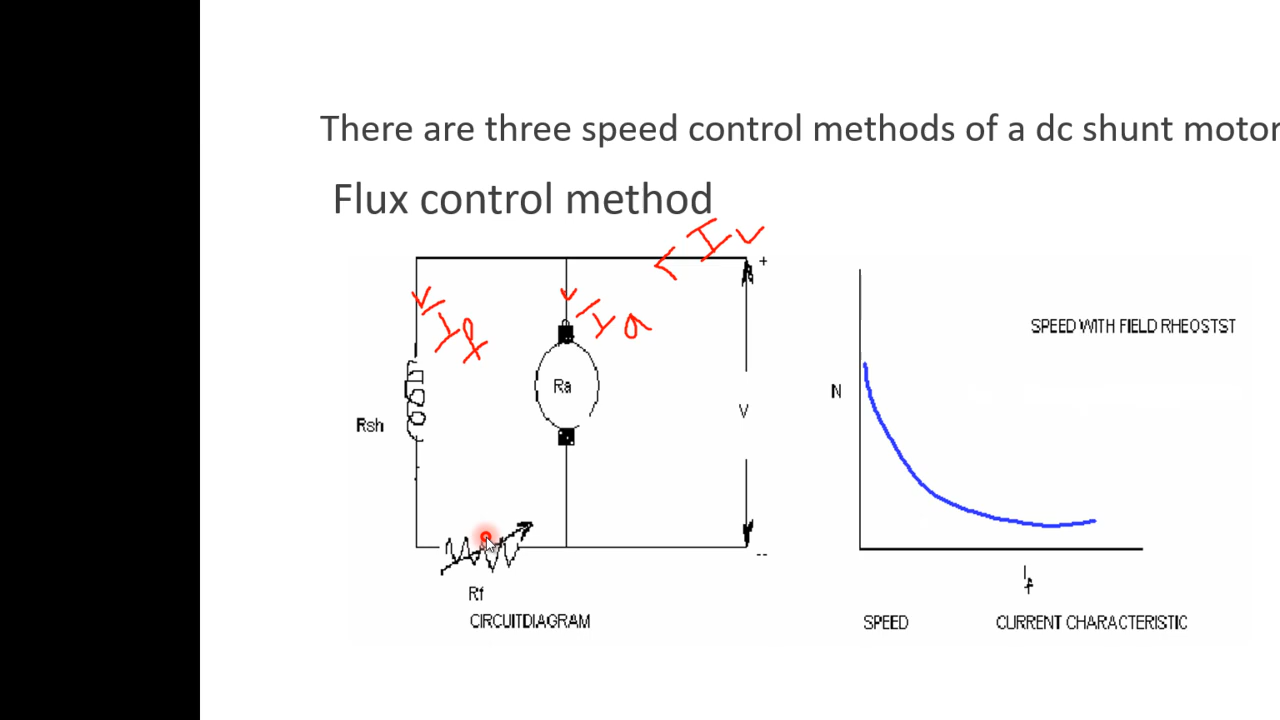 There are three speed control methods of a dc shunt motor
Flux control method
I L
+
I f
I a
SPEED WITH FIELD RHEOSTST
Ra
N
V
Rsh
--
If
Rf
CIRCUITDIAGRAM
SPEED CURRENT CHARACTERISTIC